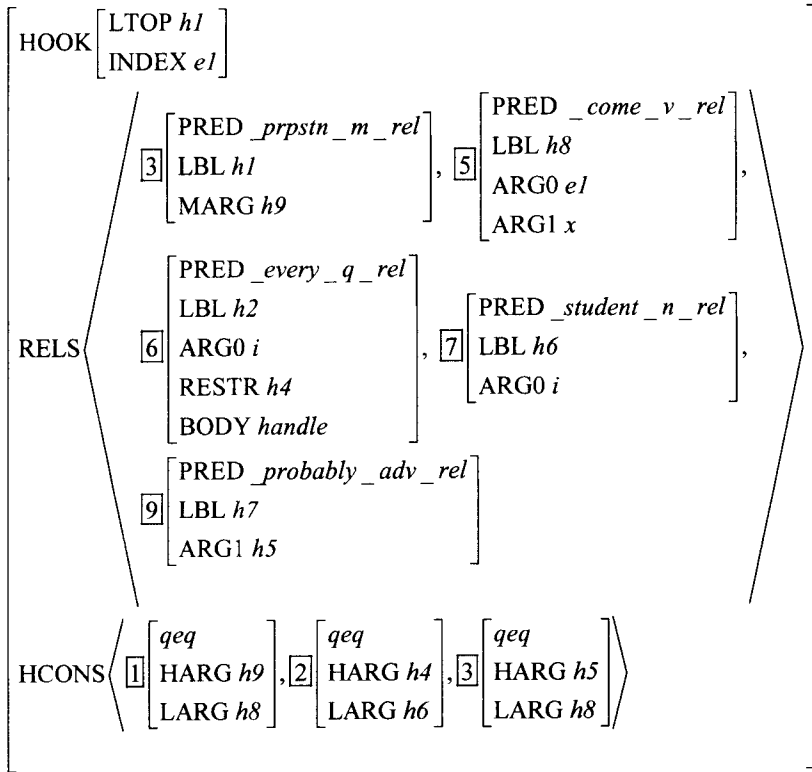 HOOK [LTOP h1
INDEX e1]
RELS
3 [PRED _prpstn_m_rel
LBL h1
MARG h9] ,
5 [PRED _come_v_rel
LBL h8
ARG0 e1
ARG1 x] ,
6 [PRED _every_q_rel
LBL h2
ARG0 i
RESTR h4
BODY handle] ,
7 [PRED _student_n_rel
LBL h6
ARG0 i] ,
9 [PRED _probably_adv_rel
LBL h7
ARG1 h5]
HCONS
1 [qeq
HARG h9
LARG h8] ,
2 [qeq
HARG h4
LARG h6] ,
3 [qeq
HARG h5
LARG h8]